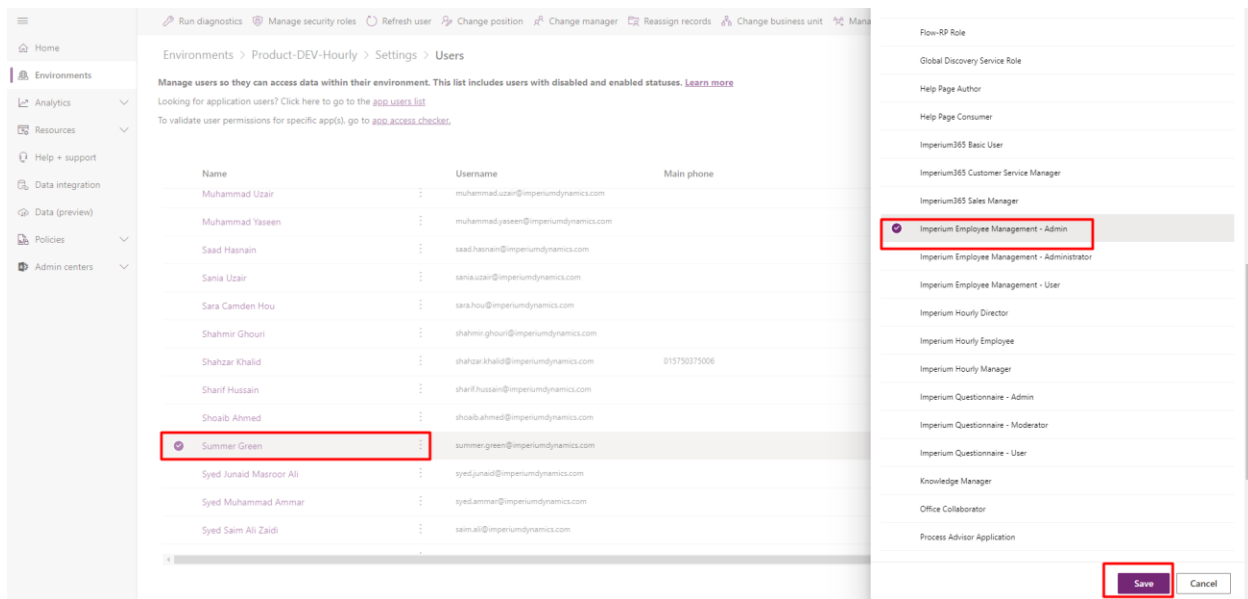 Run diagnostics Manage security roles Refresh user Change position Change manager Reassign records Change business unit Mana
Home
Environments
Analytics
Resources
Help + support
Data integration
Data (preview)
Policies
Admin centers
Environments > Product-DEV-Hourly > Settings > Users
Manage users so they can access data within their environment. This list includes users with disabled and enabled statuses. Learn more
Looking for application users? Click here to go to the app users list
To validate user permissions for specific app(s), go to app access checker.
Name Username Main phone
Muhammad Uzair muhammad.uzair@imperiumdynamics.com
Muhammad Yaseen muhammad.yaseen@imperiumdynamics.com
Saad Hasnain saad.hasnain@imperiumdynamics.com
Sania Uzair sania.uzair@imperiumdynamics.com
Sara Camden Hou sara.hou@imperiumdynamics.com
Shahmir Ghouri shahmir.ghouri@imperiumdynamics.com
Shahzar Khalid shahzar.khalid@imperiumdynamics.com 015750375006
Sharif Hussain sharif.hussain@imperiumdynamics.com
Shoaib Ahmed shoaib.ahmed@imperiumdynamics.com
Summer Green summer.green@imperiumdynamics.com
Syed Junaid Masroor Ali syed.junaid@imperiumdynamics.com
Syed Muhammad Ammar syed.ammar@imperiumdynamics.com
Syed Saim Ali Zaidi saim.ali@imperiumdynamics.com
Flow-RP Role
Global Discovery Service Role
Help Page Author
Help Page Consumer
Imperium365 Basic User
Imperium365 Customer Service Manager
Imperium365 Sales Manager
Imperium Employee Management - Admin
Imperium Employee Management - Administrator
Imperium Employee Management - User
Imperium Hourly Director
Imperium Hourly Employee
Imperium Hourly Manager
Imperium Questionnaire - Admin
Imperium Questionnaire - Moderator
Imperium Questionnaire - User
Knowledge Manager
Office Collaborator
Process Advisor Application
Save Cancel